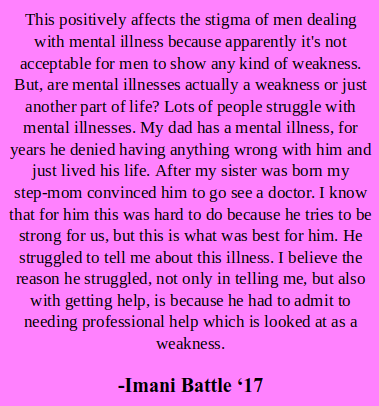 This positively affects the stigma of men dealing
with mental illness because apparently it's not
acceptable for men to show any kind of weakness.
But, are mental illnesses actually a weakness or just
another part of life? Lots of people struggle with
mental illnesses. My dad has a mental illness, for
years he denied having anything wrong with him and
just lived his life. After my sister was born my
step-mom convinced him to go see a doctor. I know
that for him this was hard to do because he tries to be
strong for us, but this is what was best for him. He
struggled to tell me about this illness. I believe the
reason he struggled, not only in telling me, but also
with getting help, is because he had to admit to
needing professional help which is looked at as a
weakness.
-Imani Battle ‘17